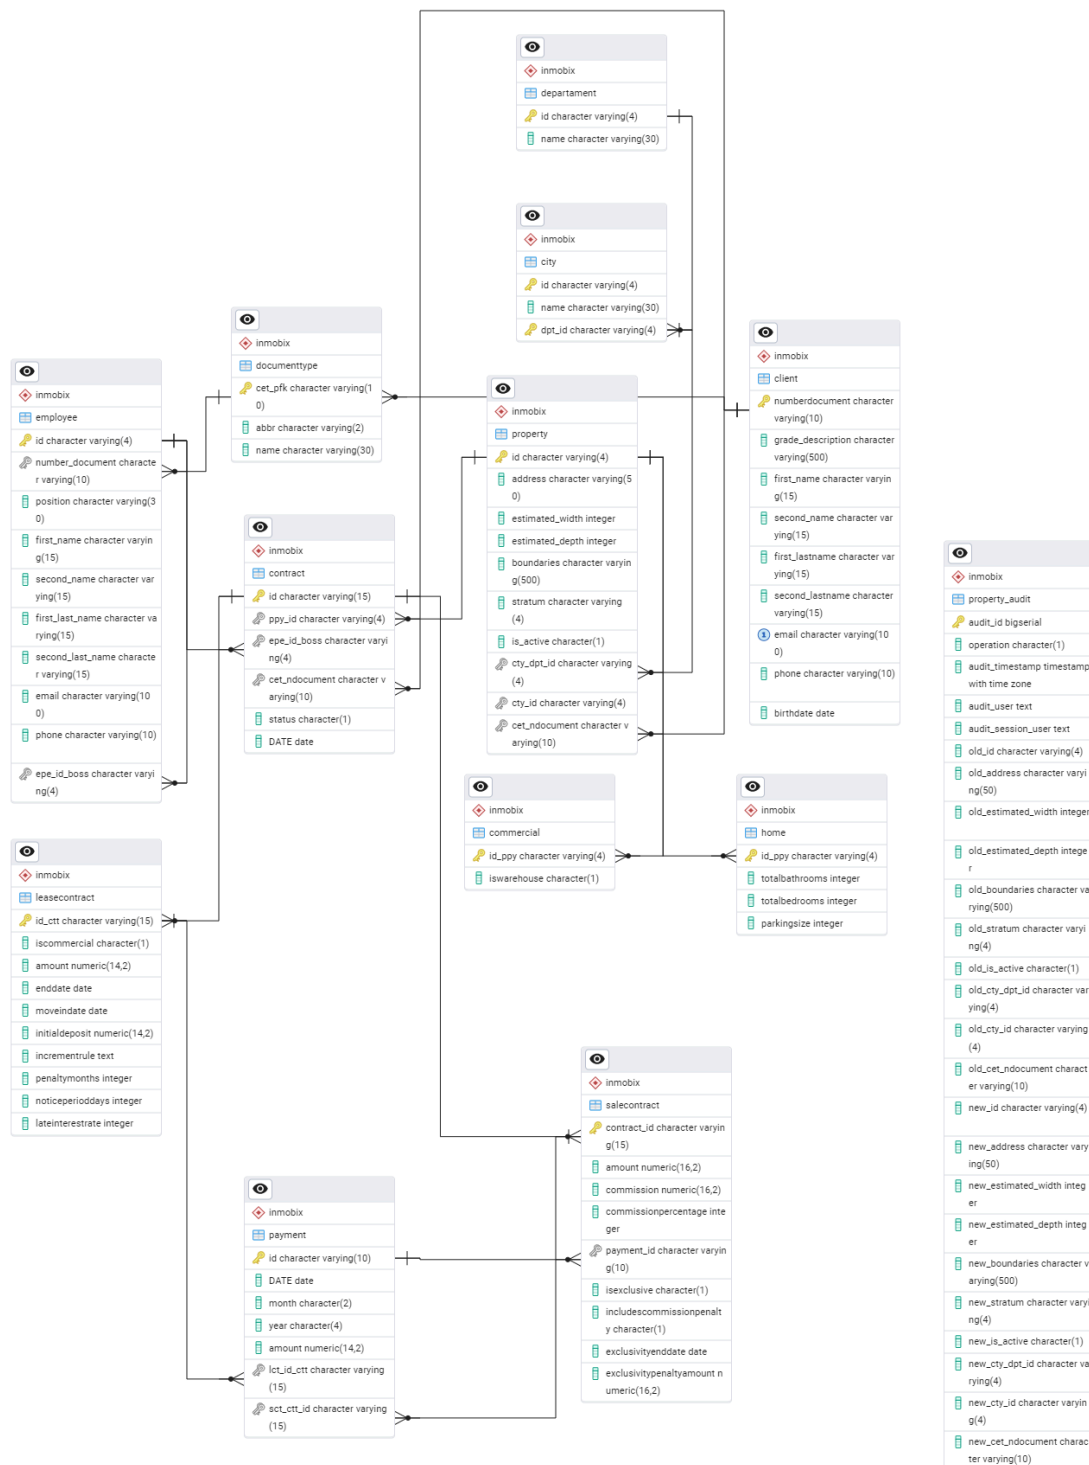 inmobix
departament
id character varying(4)
name character varying(30)
inmobix
city
id character varying(4)
name character varying(30)
dpt_id character varying(4)
inmobix
documenttype
cet_pfk character varying(1
0)
abbr character varying(2)
name character varying(30)
inmobix
client
numberdocument character
varying(10)
grade_description character
varying(500)
first_name character varyin
g(15)
second_name character var
ying(15)
first_lastname character var
ying(15)
second_lastname character
varying(15)
email character varying(10
0)
phone character varying(10)
birthdate date
inmobix
employee
id character varying(4)
number_document characte
r varying(10)
position character varying(3
0)
first_name character varyin
g(15)
second_name character var
ying(15)
first_last_name character va
rying(15)
second_last_name characte
r varying(15)
email character varying(10
0)
phone character varying(10)
epe_id_boss character varyi
ng(4)
inmobix
property
id character varying(4)
address character varying(5
0)
estimated_width integer
estimated_depth integer
boundaries character varyin
g(500)
stratum character varying
(4)
is_active character(1)
cty_dpt_id character varying
(4)
cty_id character varying(4)
cet_ndocument character v
arying(10)
inmobix
contract
id character varying(15)
ppy_id character varying(4)
epe_id_boss character varyi
ng(4)
cet_ndocument character v
arying(10)
status character(1)
DATE date
inmobix
commercial
id_ppy character varying(4)
iswarehouse character(1)
inmobix
home
id_ppy character varying(4)
totalbathrooms integer
totalbedrooms integer
parkingsize integer
inmobix
leasecontract
id_ctt character varying(15)
iscommercial character(1)
amount numeric(14,2)
enddate date
moveindate date
initialdeposit numeric(14,2)
incrementrule text
penaltymonths integer
noticeperioddays integer
lateinterestrate integer
inmobix
salecontract
contract_id character varyin
g(15)
amount numeric(16,2)
commission numeric(16,2)
commissionpercentage inte
ger
payment_id character varyin
g(10)
isexclusive character(1)
includescommissionpenalt
y character(1)
exclusivityenddate date
exclusivitypenaltyamount n
umeric(16,2)
inmobix
payment
id character varying(10)
DATE date
month character(2)
year character(4)
amount numeric(14,2)
lct_id_ctt character varying
(15)
sct_ctt_id character varying
(15)
inmobix
property_audit
audit_id bigserial
operation character(1)
audit_timestamp timestamp
with time zone
audit_user text
audit_session_user text
old_id character varying(4)
old_address character varyi
ng(50)
old_estimated_width integer
old_estimated_depth intege
r
old_boundaries character va
rying(500)
old_stratum character varyi
ng(4)
old_is_active character(1)
old_cty_dpt_id character var
ying(4)
old_cty_id character varying
(4)
old_cet_ndocument charact
er varying(10)
new_id character varying(4)
new_address character vary
ing(50)
new_estimated_width integ
er
new_estimated_depth integ
er
new_boundaries character v
arying(500)
new_stratum character varyi
ng(4)
new_is_active character(1)
new_cty_dpt_id character va
rying(4)
new_cty_id character varyin
g(4)
new_cet_ndocument charac
ter varying(10)